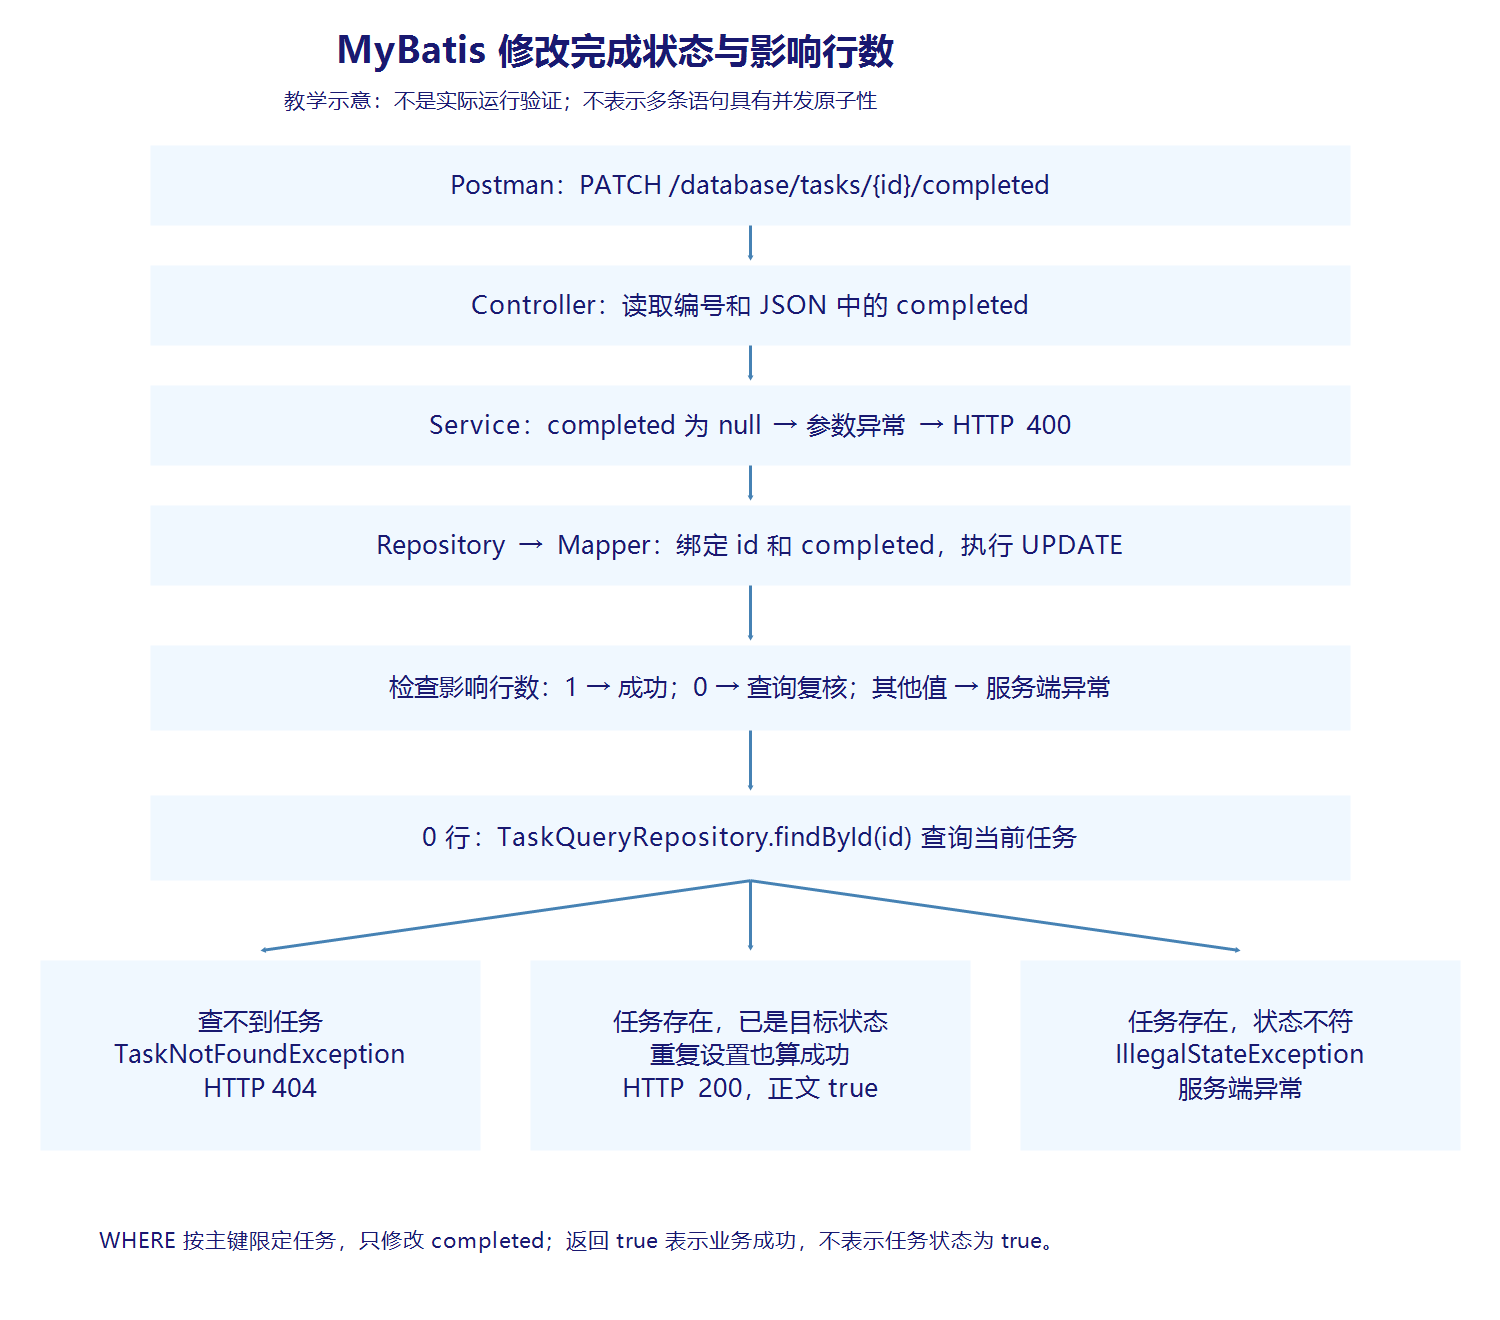 MyBatis 修改完成状态与影响行数
教学示意：不是实际运行验证；不表示多条语句具有并发原子性
Postman：PATCH /database/tasks/{id}/completed
Controller：读取编号和 JSON 中的 completed
Service：completed 为 null → 参数异常 → HTTP 400
Repository → Mapper：绑定 id 和 completed，执行 UPDATE
检查影响行数：1 → 成功；0 → 查询复核；其他值 → 服务端异常
0 行：TaskQueryRepository.findById(id) 查询当前任务
查不到任务
TaskNotFoundException
HTTP 404
任务存在，已是目标状态
重复设置也算成功
HTTP 200，正文 true
任务存在，状态不符
IllegalStateException
服务端异常
WHERE 按主键限定任务，只修改 completed；返回 true 表示业务成功，不表示任务状态为 true。